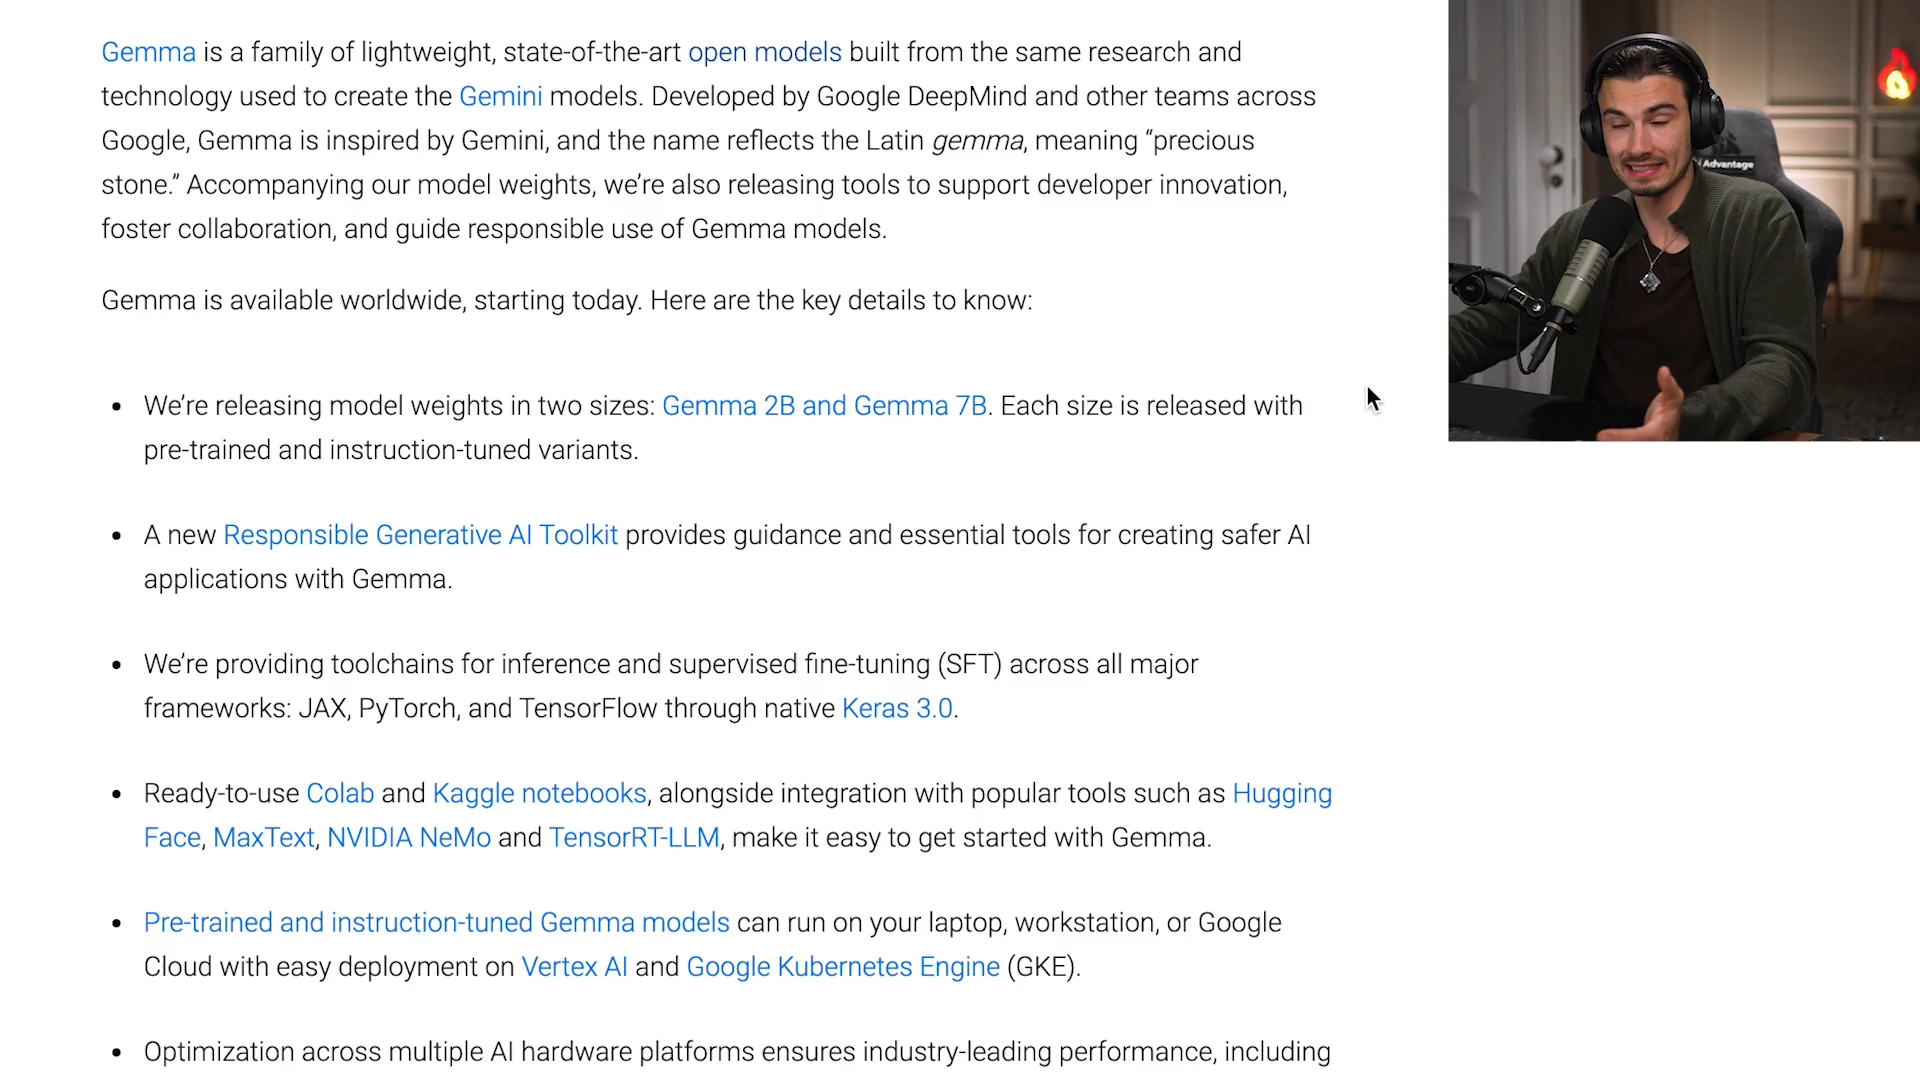 Gemma is a family of lightweight, state-of-the-art open models built from the same research and
technology used to create the Gemini models. Developed by Google DeepMind and other teams across
Google, Gemma is inspired by Gemini, and the name reflects the Latin gemma, meaning “precious
stone.” Accompanying our model weights, we’re also releasing tools to support developer innovation,
foster collaboration, and guide responsible use of Gemma models.
Gemma is available worldwide, starting today. Here are the key details to know:
• We’re releasing model weights in two sizes: Gemma 2B and Gemma 7B. Each size is released with
pre-trained and instruction-tuned variants.
• A new Responsible Generative AI Toolkit provides guidance and essential tools for creating safer AI
applications with Gemma.
• We’re providing toolchains for inference and supervised fine-tuning (SFT) across all major
frameworks: JAX, PyTorch, and TensorFlow through native Keras 3.0.
• Ready-to-use Colab and Kaggle notebooks, alongside integration with popular tools such as Hugging
Face, MaxText, NVIDIA NeMo and TensorRT-LLM, make it easy to get started with Gemma.
• Pre-trained and instruction-tuned Gemma models can run on your laptop, workstation, or Google
Cloud with easy deployment on Vertex AI and Google Kubernetes Engine (GKE).
• Optimization across multiple AI hardware platforms ensures industry-leading performance, including
Advantage